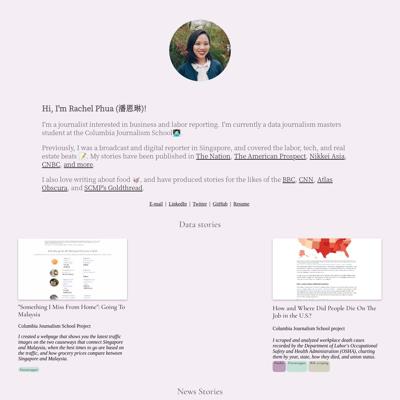 Hi, I'm Rachel Phua (潘恩琳)!
I'm a journalist interested in business and labor reporting. I'm currently a data journalism masters
student at the Columbia Journalism School
Previously, I was a broadcast and digital reporter in Singapore, and covered the labor, tech, and real
estate beats 📝. My stories have been published in The Nation, The American Prospect, Nikkei Asia,
CNBC, and more.
I also love writing about food 🍜, and have produced stories for the likes of the BBC, CNN, Atlas
Obscura, and SCMP's Goldthread.
E-mail | LinkedIn | Twitter | GitHub | Resume
Data stories
"Something I Miss From Home": Going To
Malaysia
Columbia Journalism School Project
I created a webpage that shows you the latest traffic
images on the two causeways that connect Singapore
and Malaysia, when the best times to go are based on
the traffic, and how grocery prices compare between
Singapore and Malaysia.
How and Where Did People Die On The
Job in the U.S?
Columbia Journalism School project
I scraped and analyzed workplace death cases
recorded by the Department of Labor's Occupational
Safety and Health Administration (OSHA), charting
them by year, state, how they died, and union status.
News Stories